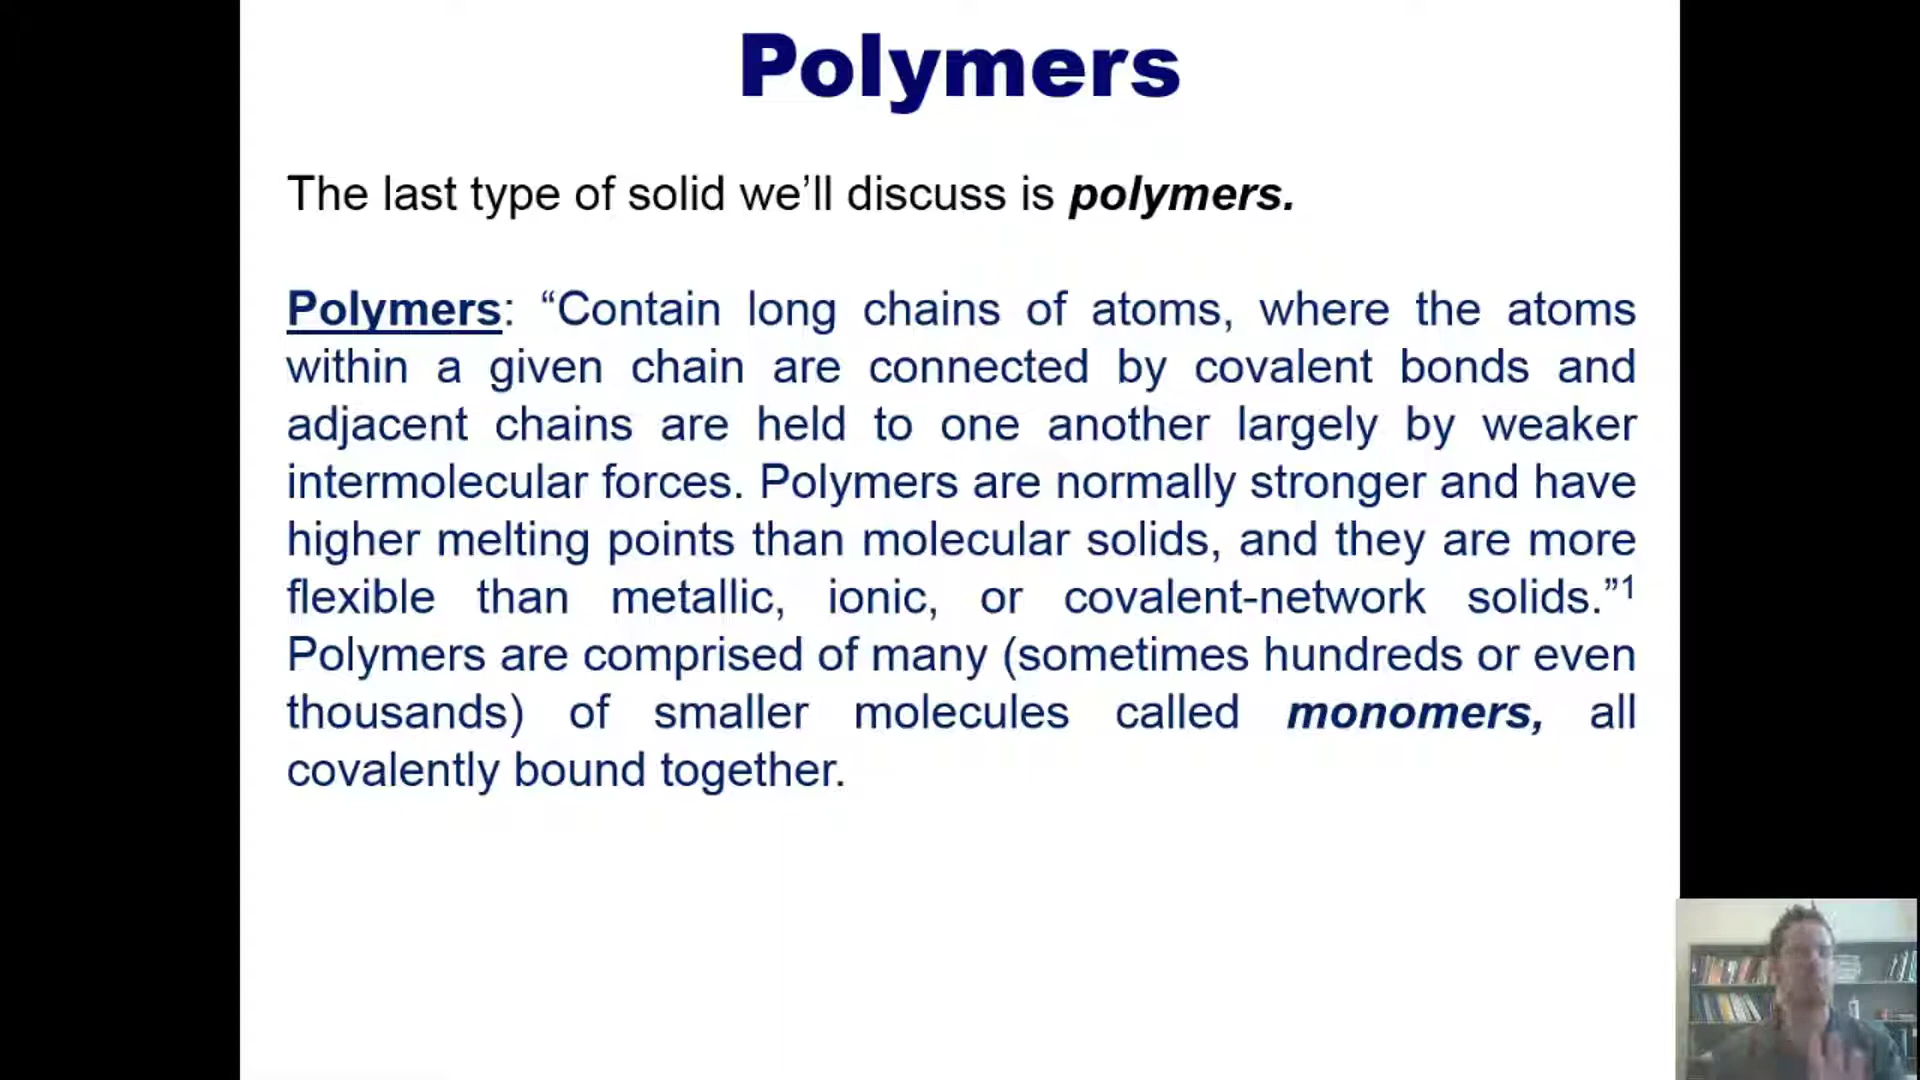 Polymers
The last type of solid we’ll discuss is polymers.
Polymers: “Contain long chains of atoms, where the atoms
within a given chain are connected by covalent bonds and
adjacent chains are held to one another largely by weaker
intermolecular forces. Polymers are normally stronger and have
higher melting points than molecular solids, and they are more
flexible than metallic, ionic, or covalent-network solids.”¹
Polymers are comprised of many (sometimes hundreds or even
thousands) of smaller molecules called monomers, all
covalently bound together.